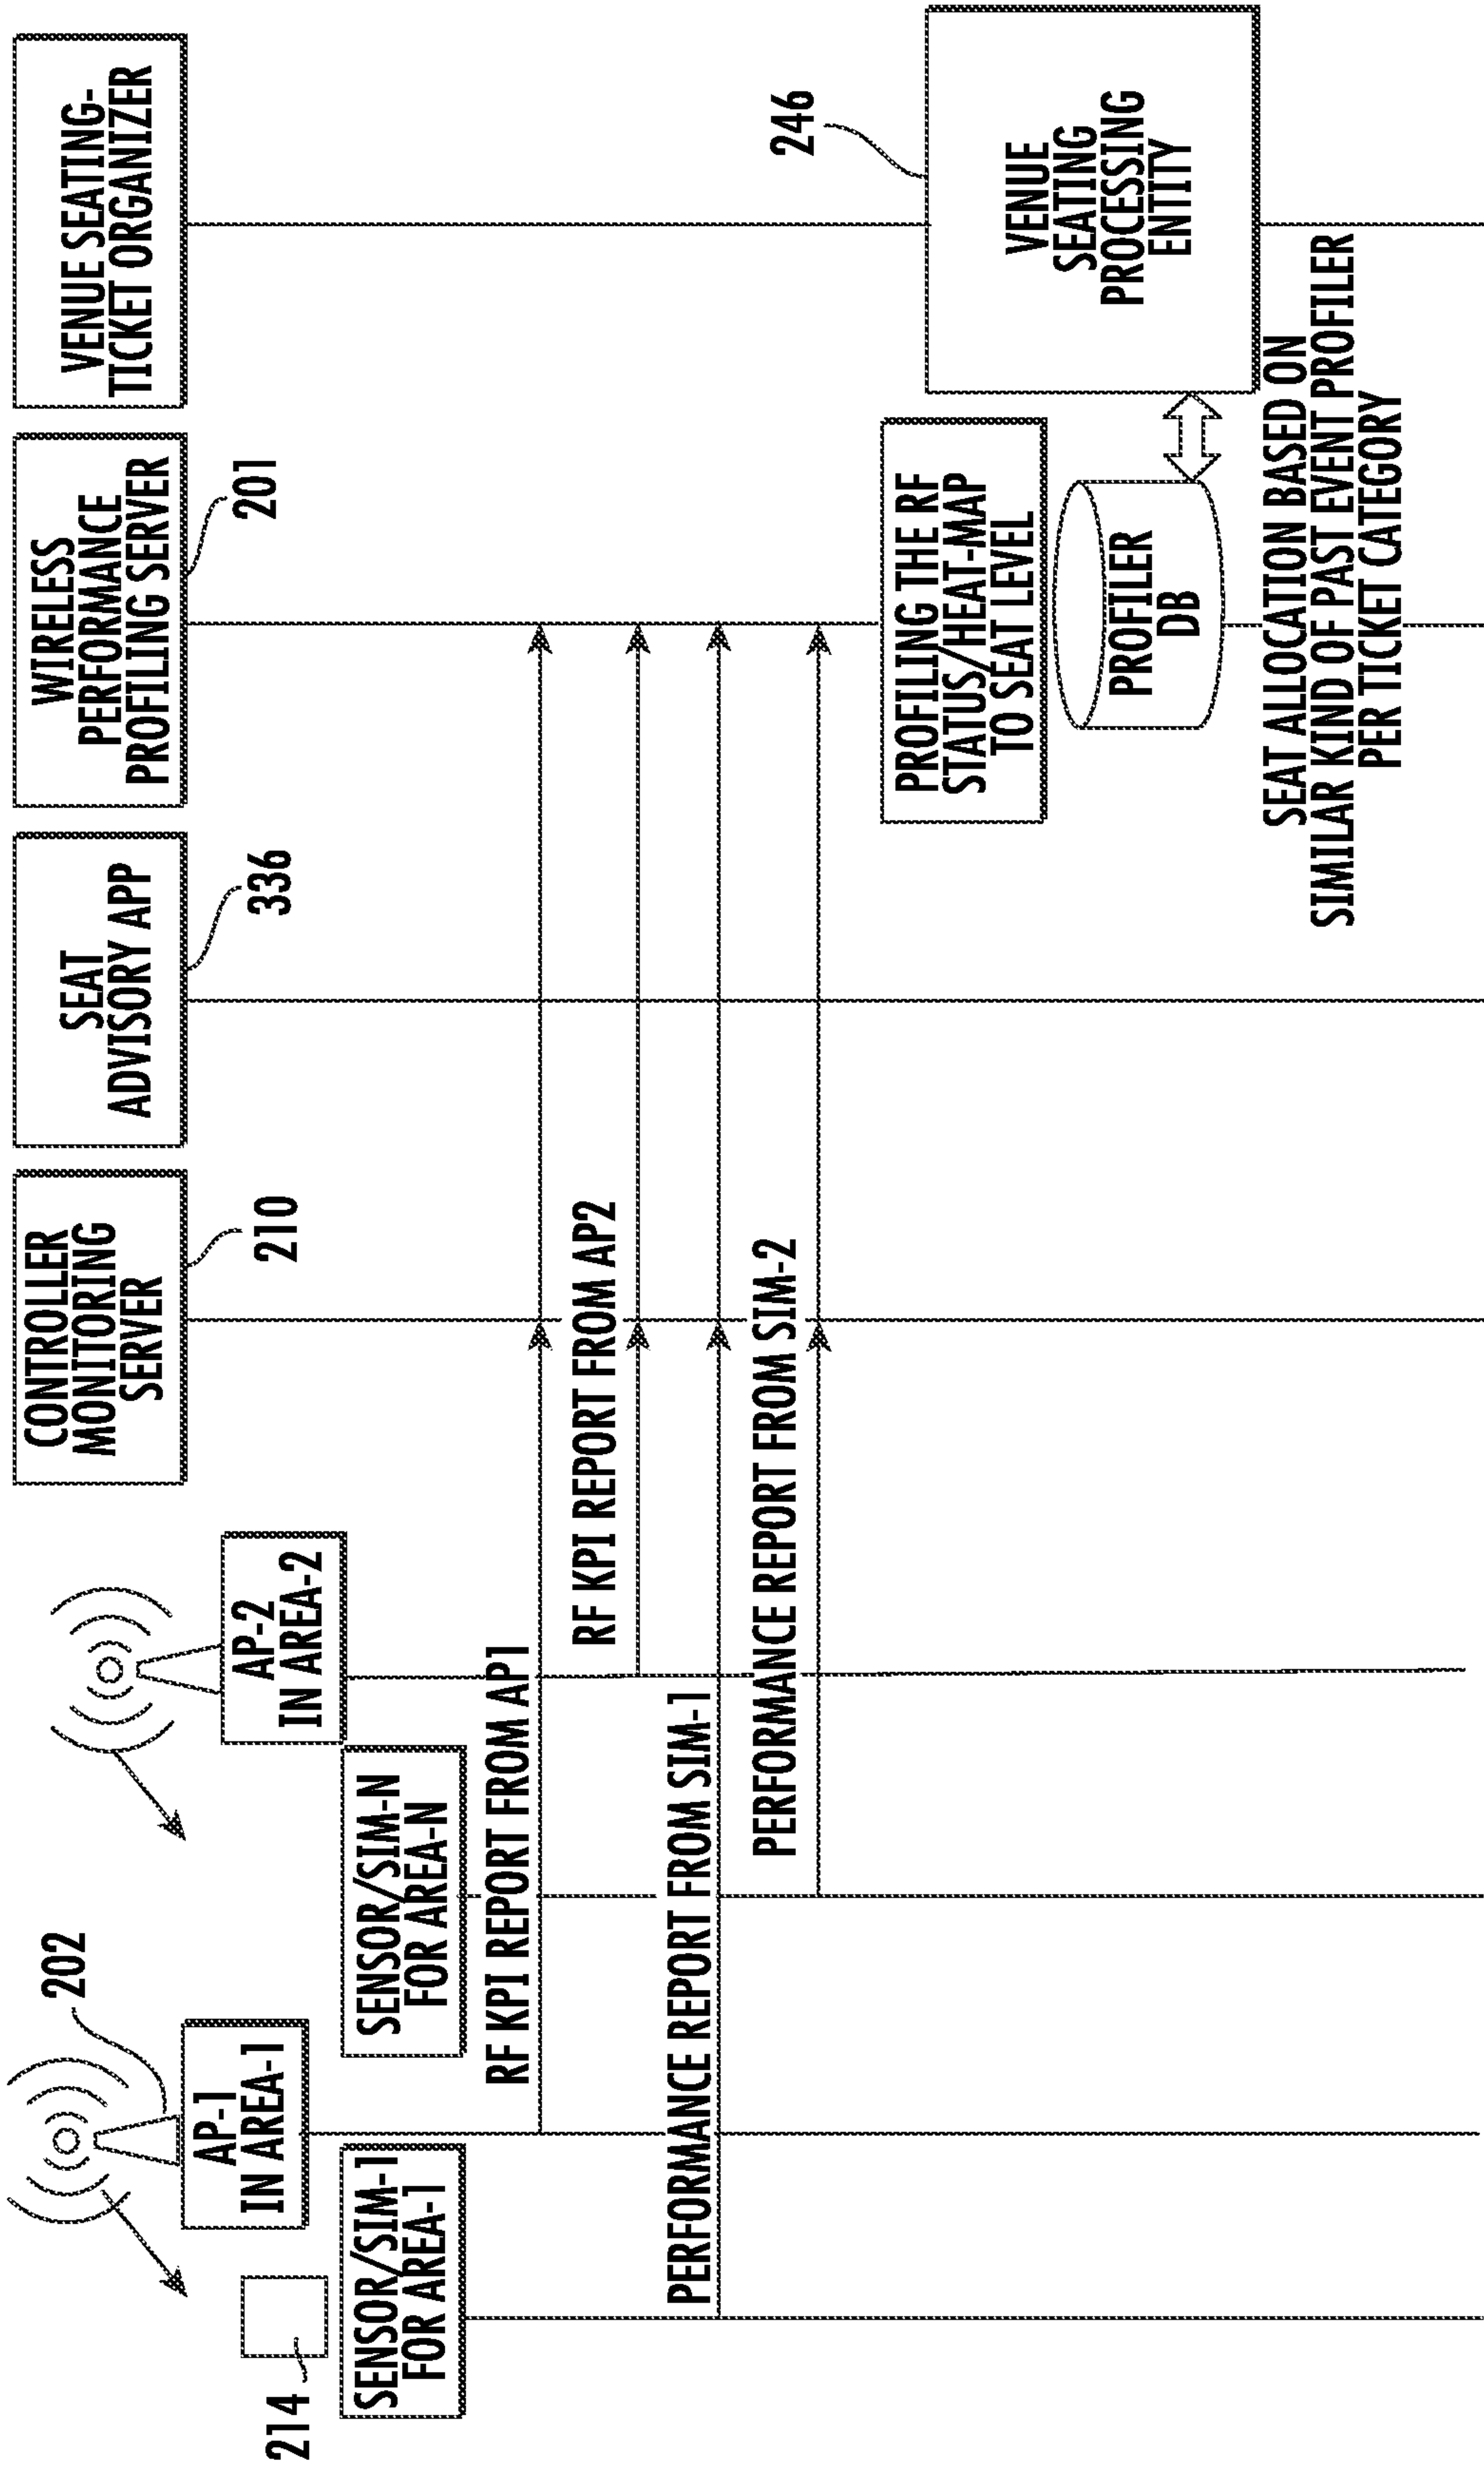 214
SENSOR/SIM-1
FOR AREA-1
202
AP-1
IN AREA-1
SENSOR/SIM-N
FOR AREA-N
AP-2
IN AREA-2
CONTROLLER
MONITORING
SERVER
210
SEAT
ADVISORY APP
336
WIRELESS
PERFORMANCE
PROFILING SERVER
201
VENUE SEATING-
TICKET ORGANIZER
RF KPI REPORT FROM AP1
RF KPI REPORT FROM AP2
PERFORMANCE REPORT FROM SIM-1
PERFORMANCE REPORT FROM SIM-2
PROFILING THE RF
STATUS/HEAT-MAP
TO SEAT LEVEL
PROFILER
DB
246
VENUE
SEATING
PROCESSING
ENTITY
SEAT ALLOCATION BASED ON
SIMILAR KIND OF PAST EVENT PROFILER
PER TICKET CATEGORY